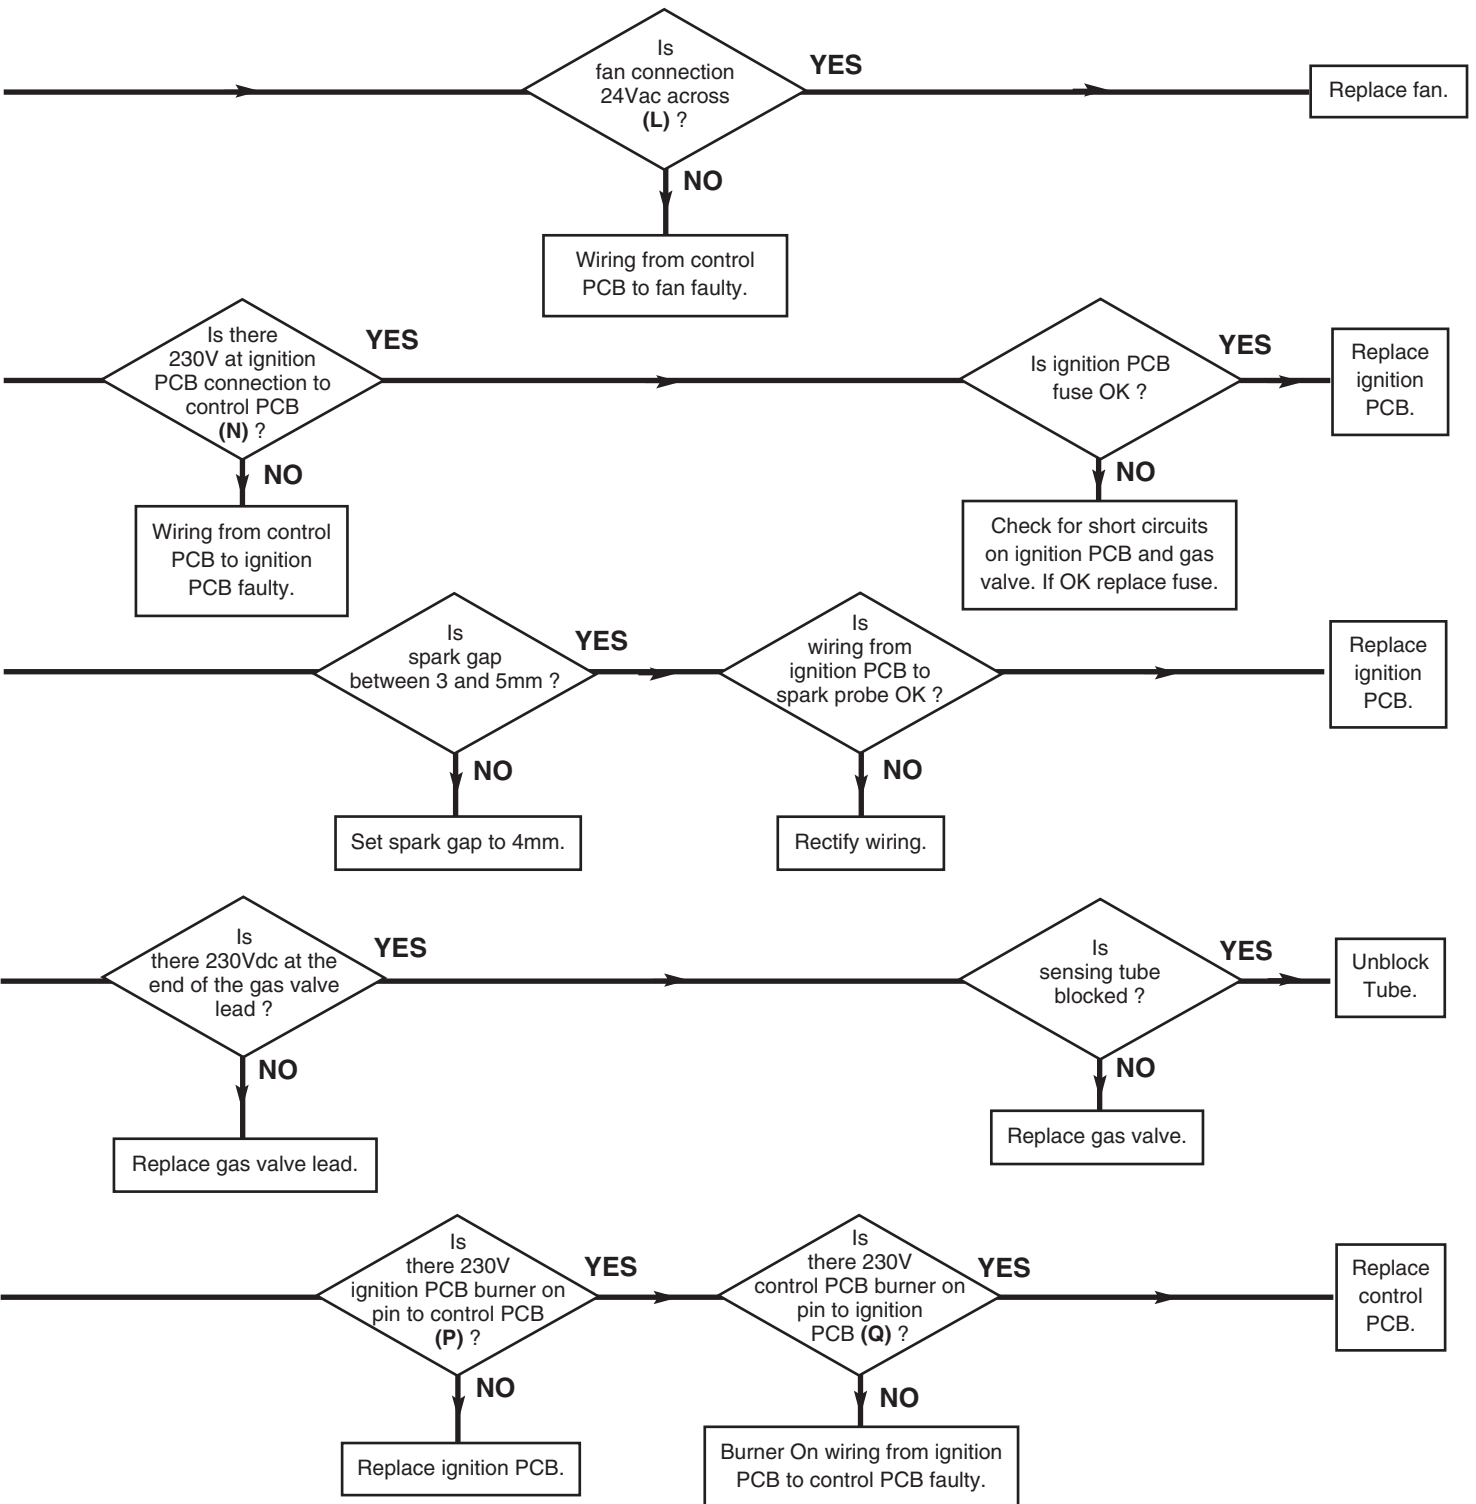 Is
fan connection
24Vac across
(L) ?
YES
Replace fan.
NO
Wiring from control
PCB to fan faulty.
Is there
230V at ignition
PCB connection to
control PCB
(N) ?
YES
Is ignition PCB
fuse OK ?
YES
Replace
ignition
PCB.
NO
Wiring from control
PCB to ignition
PCB faulty.
NO
Check for short circuits
on ignition PCB and gas
valve. If OK replace fuse.
Is
spark gap
between 3 and 5mm ?
YES
Is
wiring from
ignition PCB to
spark probe OK ?
Replace
ignition
PCB.
NO
Set spark gap to 4mm.
NO
Rectify wiring.
Is
there 230Vdc at the
end of the gas valve
lead ?
YES
Is
sensing tube
blocked ?
YES
Unblock
Tube.
NO
Replace gas valve lead.
NO
Replace gas valve.
Is
there 230V
ignition PCB burner on
pin to control PCB
(P) ?
YES
Is
there 230V
control PCB burner on
pin to ignition
PCB (Q) ?
YES
Replace
control
PCB.
NO
Replace ignition PCB.
NO
Burner On wiring from ignition
PCB to control PCB faulty.